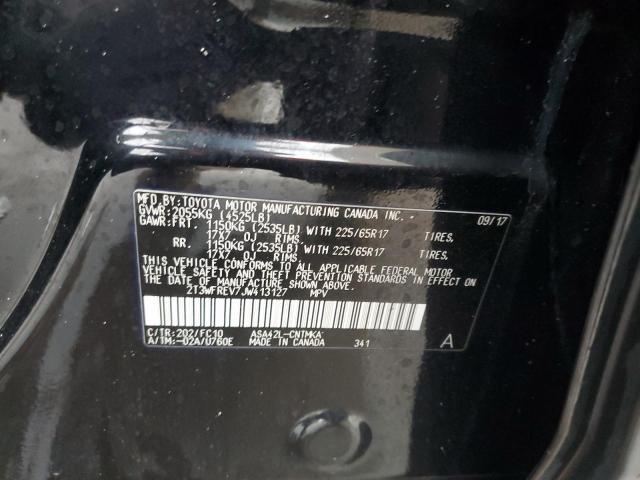 MFD.BY:TOYOTA MOTOR MANUFACTURING CANADA INC. - 09/17
GVWR:2055KG (4525LB)
GAWR:FRT. 1150KG (2535LB) WITH 225/65R17 TIRES,
17X7.0J RIMS,
RR. 1150KG (2535LB) WITH 225/65R17 TIRES,
17X7.0J RIMS.
THIS VEHICLE CONFORMS TO ALL APPLICABLE FEDERAL MOTOR
VEHICLE SAFETY AND THEFT PREVENTION STANDARDS IN EFFECT ON
THE DATE OF MANUFACTURE SHOWN ABOVE.
2T3WFREV7JW413127 MPV
C/TR:202/FC10 ASA42L-CNTMKA
A/TM:-02A/U760E MADE IN CANADA 341 A